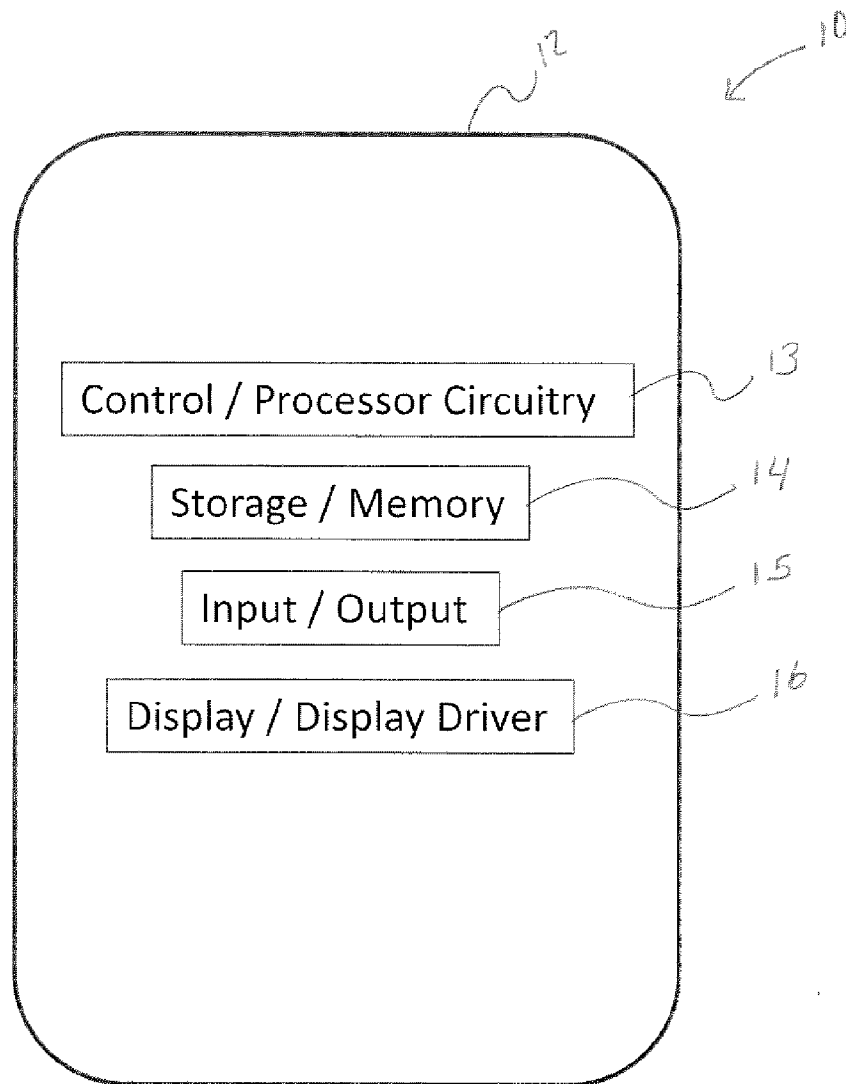 10
12
Control / Processor Circuitry
13
Storage / Memory
14
Input / Output
15
Display / Display Driver
16